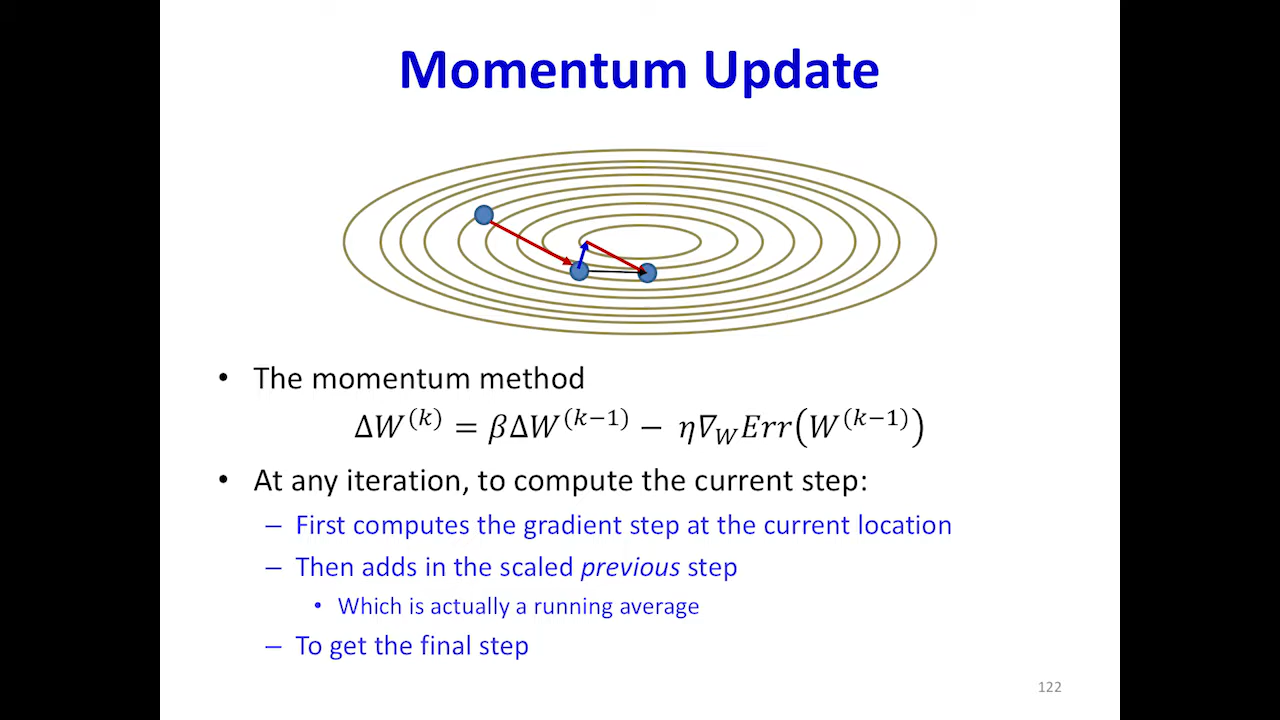 Momentum Update
• The momentum method
ΔW^(k) = βΔW^(k−1) − η∇_W Err(W^(k−1))
• At any iteration, to compute the current step:
– First computes the gradient step at the current location
– Then adds in the scaled previous step
• Which is actually a running average
– To get the final step
122